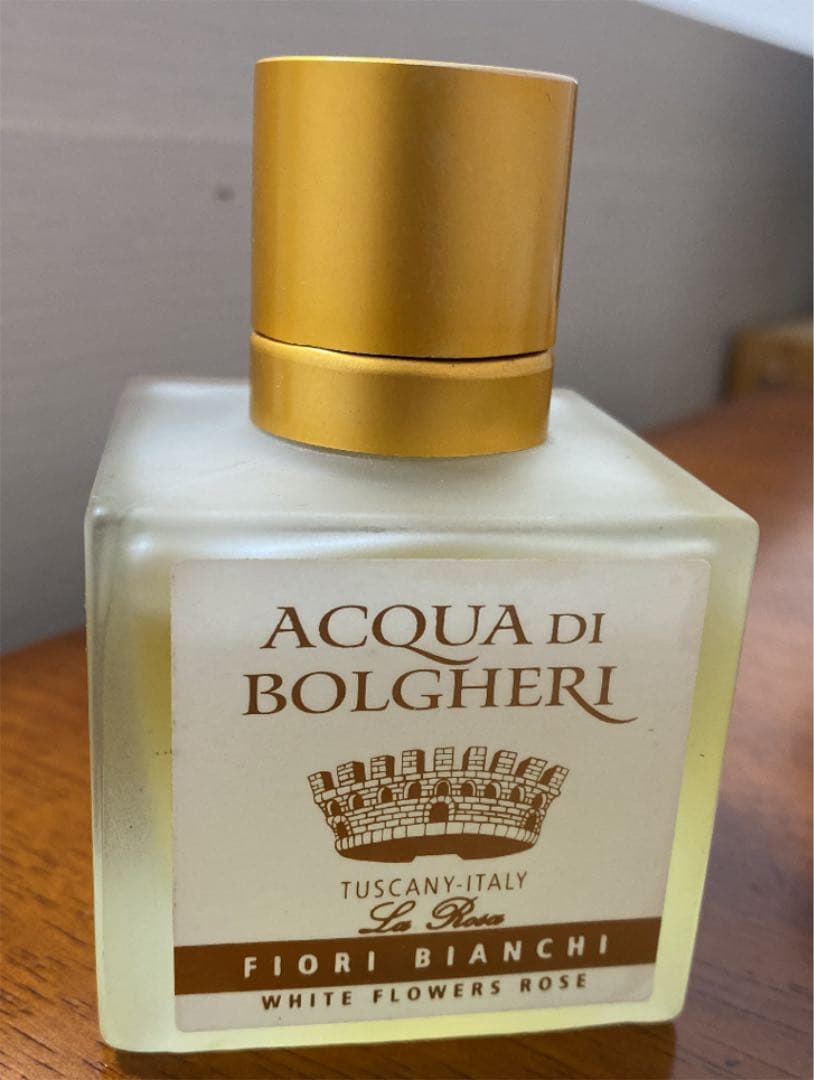 ACQUA DI
BOLGHERI
TUSCANY-ITALY
La Rosa
FIORI BIANCHI
WHITE FLOWERS ROSE